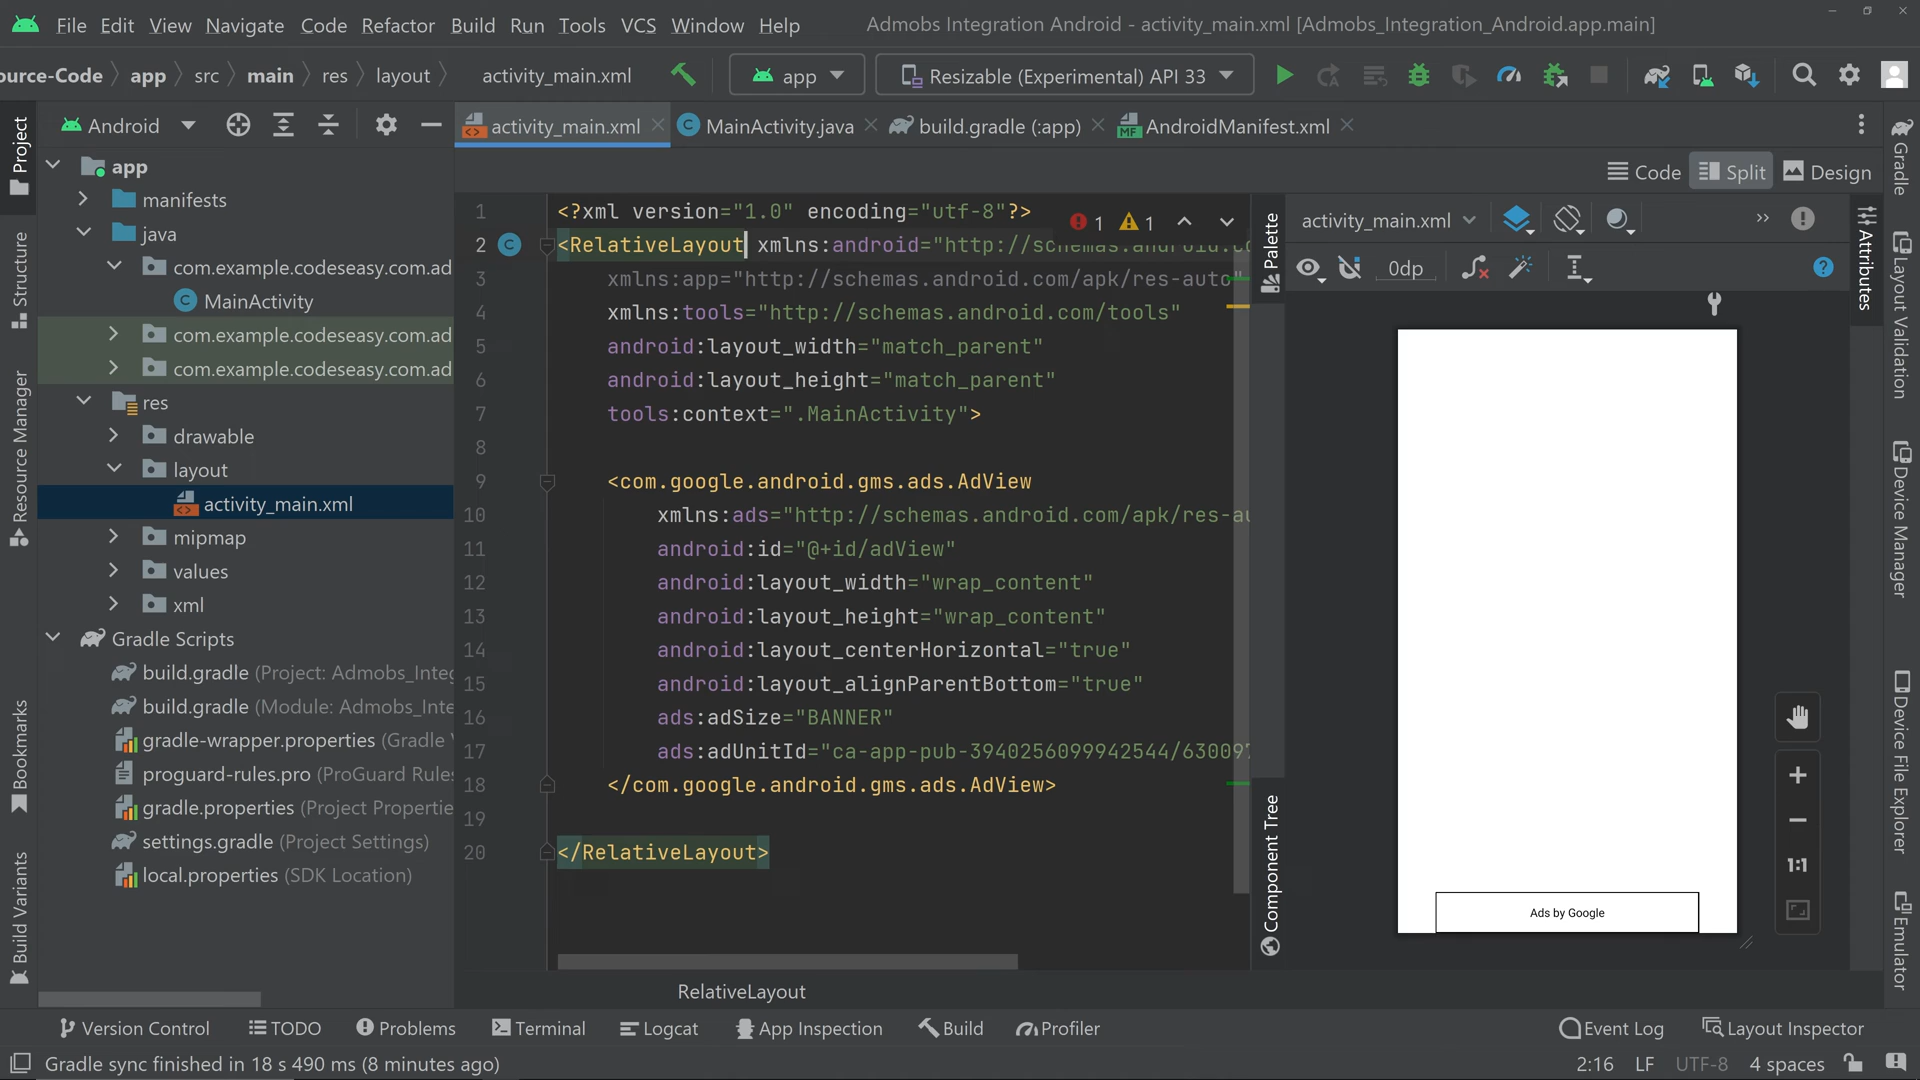 File Edit View Navigate Code Refactor Build Run Tools VCS Window Help Admobs Integration Android - activity_main.xml [Admobs_Integration_Android.app.main]
ource-Code app src main res layout activity_main.xml app Resizable (Experimental) API 33
Android activity_main.xml MainActivity.java build.gradle (:app) AndroidManifest.xml
Code Split Design
Project
Structure
Resource Manager
Bookmarks
Build Variants
app
manifests
java
com.example.codeseasy.com.ad
MainActivity
com.example.codeseasy.com.ad
com.example.codeseasy.com.ad
res
drawable
layout
activity_main.xml
mipmap
values
xml
Gradle Scripts
build.gradle (Project: Admobs_Integ
build.gradle (Module: Admobs_Inte
gradle-wrapper.properties (Gradle V
proguard-rules.pro (ProGuard Rule
gradle.properties (Project Propertie
settings.gradle (Project Settings)
local.properties (SDK Location)
1 <?xml version="1.0" encoding="utf-8"?>
2 <RelativeLayout xmlns:android="http://schemas.android.co
3 xmlns:app="http://schemas.android.com/apk/res-auto"
4 xmlns:tools="http://schemas.android.com/tools"
5 android:layout_width="match_parent"
6 android:layout_height="match_parent"
7 tools:context=".MainActivity">
8
9 <com.google.android.gms.ads.AdView
10 xmlns:ads="http://schemas.android.com/apk/res-au
11 android:id="@+id/adView"
12 android:layout_width="wrap_content"
13 android:layout_height="wrap_content"
14 android:layout_centerHorizontal="true"
15 android:layout_alignParentBottom="true"
16 ads:adSize="BANNER"
17 ads:adUnitId="ca-app-pub-3940256099942544/630097
18 </com.google.android.gms.ads.AdView>
19
20 </RelativeLayout>
1 1
RelativeLayout
Palette
Component Tree
activity_main.xml
0dp
Ads by Google
1:1
Attributes
Gradle
Layout Validation
Device Manager
Device File Explorer
Emulator
Version Control TODO Problems Terminal Logcat App Inspection Build Profiler Event Log Layout Inspector
Gradle sync finished in 18 s 490 ms (8 minutes ago) 2:16 LF UTF-8 4 spaces